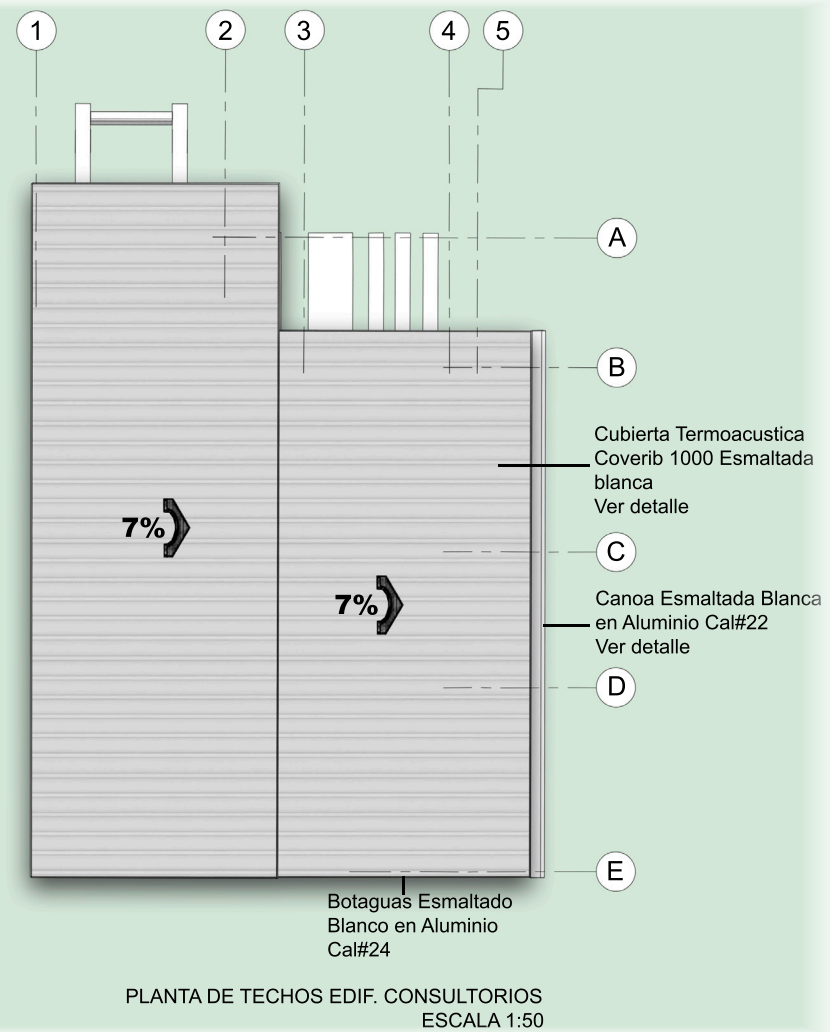 1 2 3 4 5
A
B
Cubierta Termoacustica
Coverib 1000 Esmaltada
blanca
Ver detalle
7%
C
7%
Canoa Esmaltada Blanca
en Aluminio Cal#22
Ver detalle
D
E
Botaguas Esmaltado
Blanco en Aluminio
Cal#24
PLANTA DE TECHOS EDIF. CONSULTORIOS
ESCALA 1:50